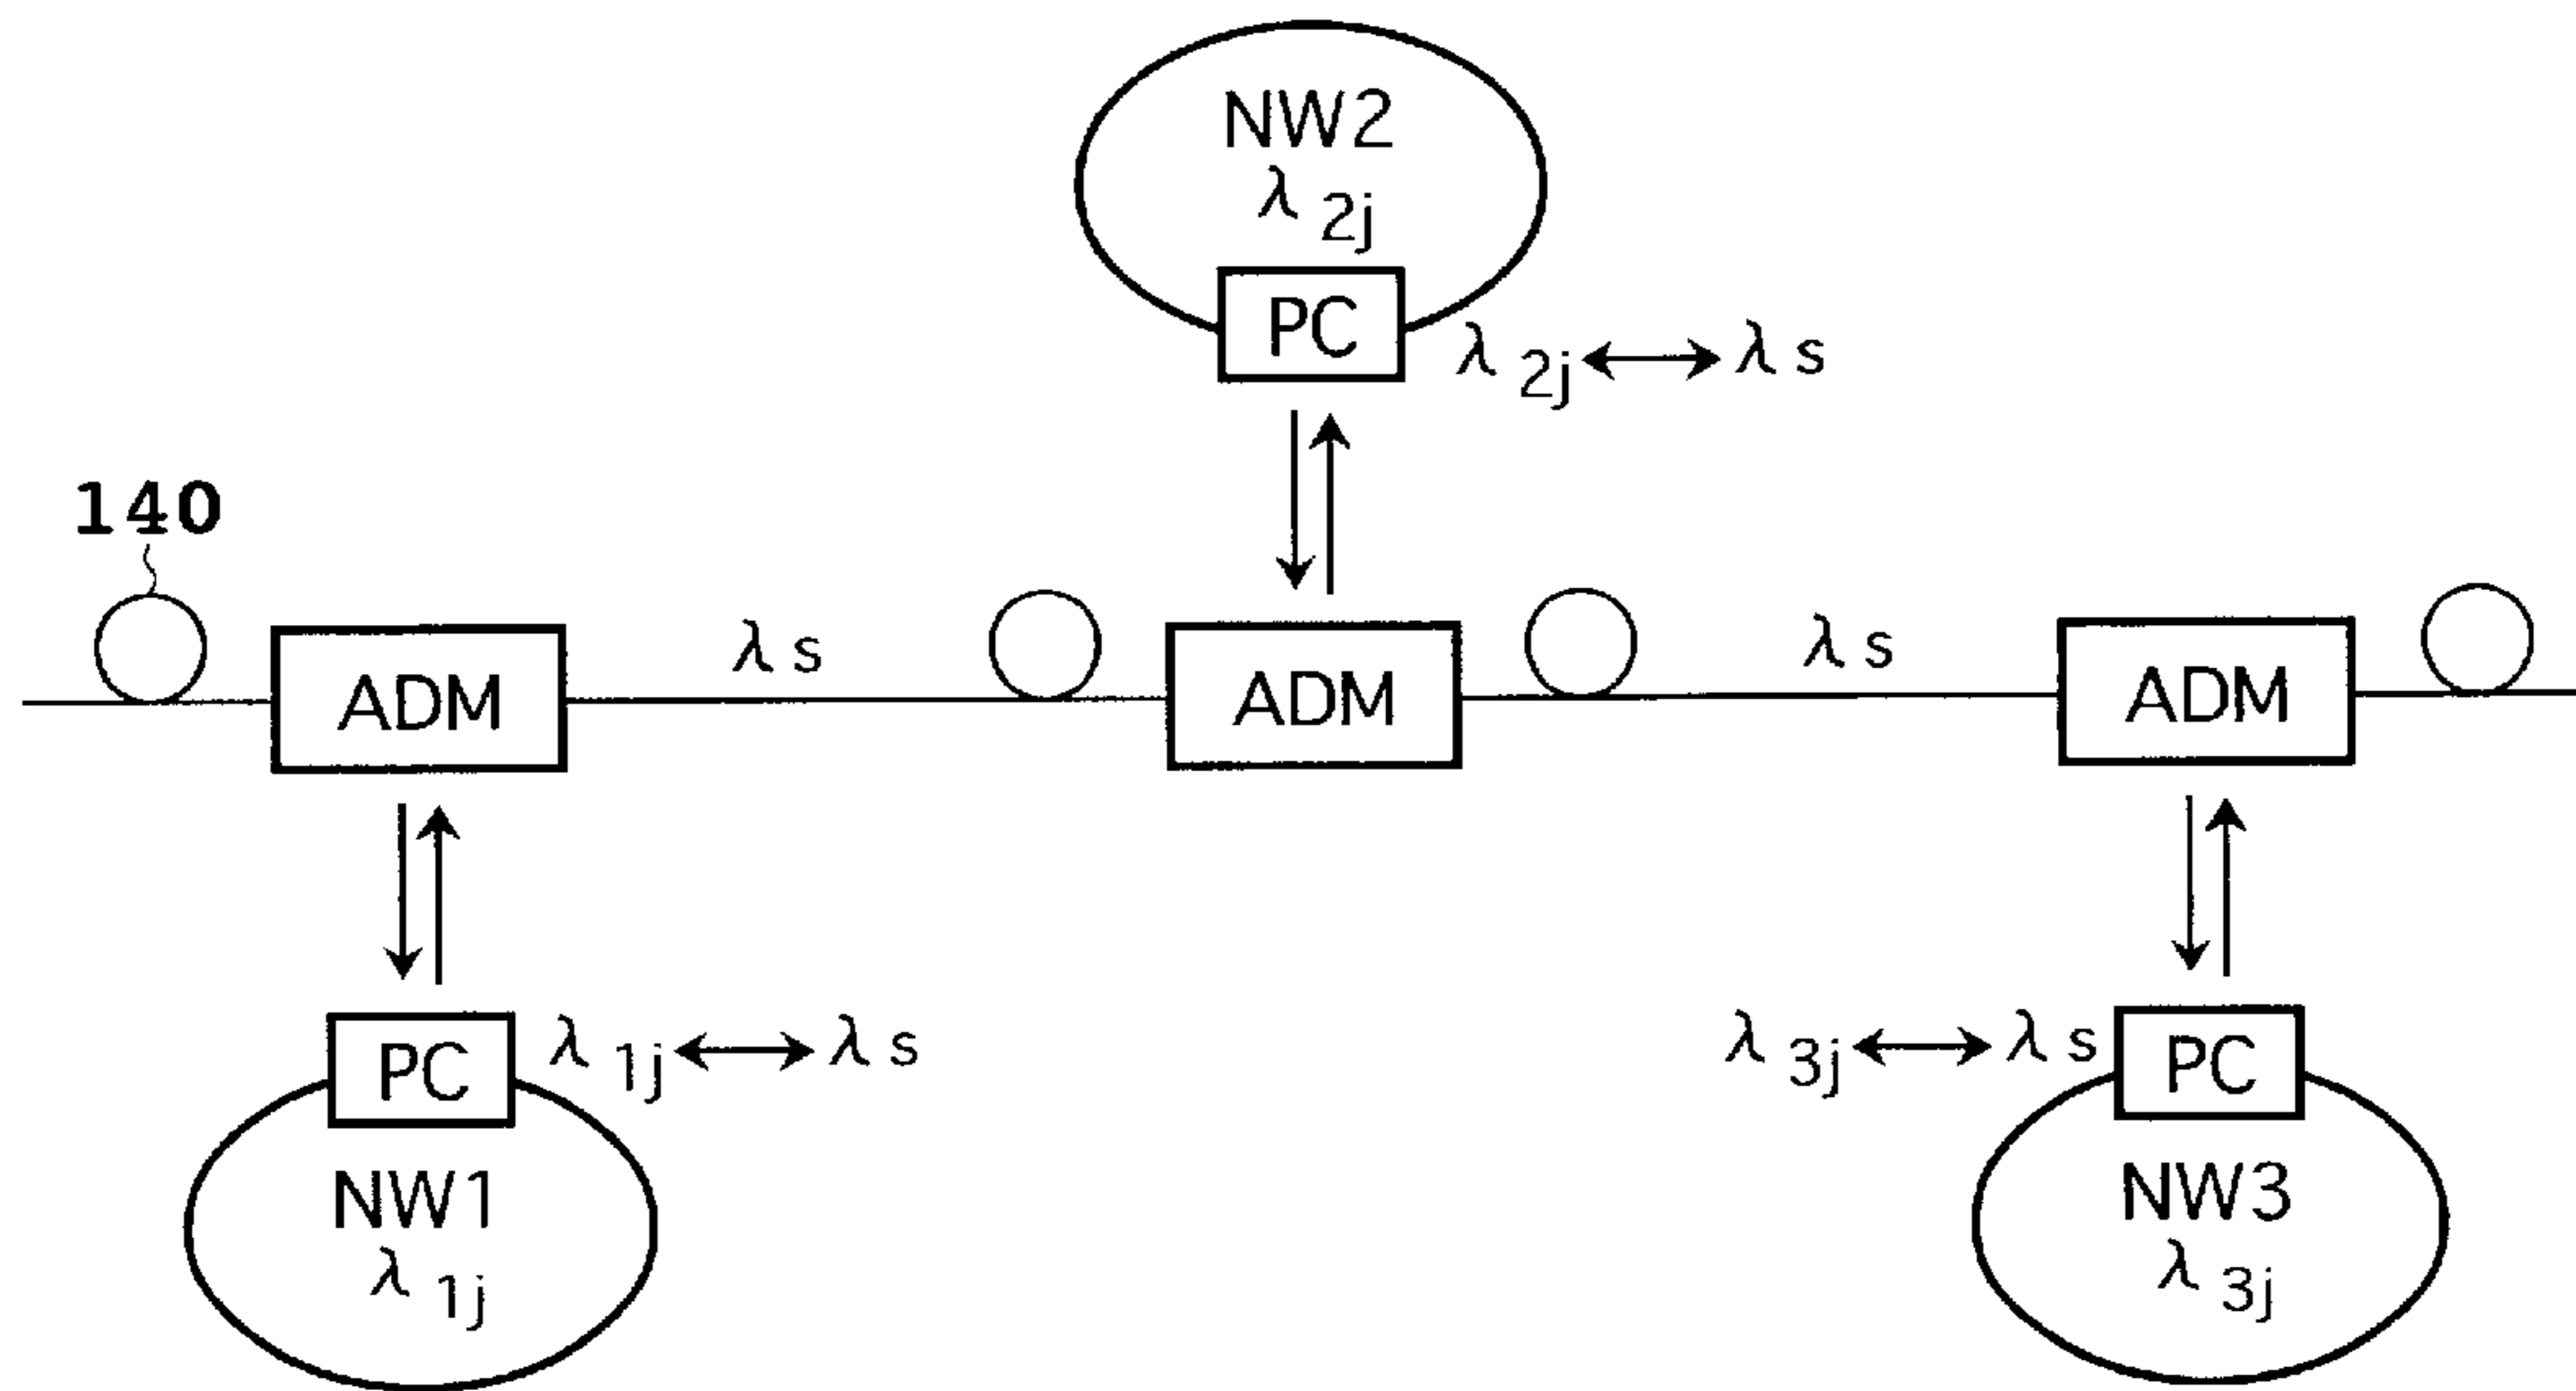 NW2
λ 2j
PC
λ 2j ↔ λ s
140
ADM
λ s
ADM
λ s
ADM
PC
λ 1j ↔ λ s
λ 3j ↔ λ s
PC
NW1
λ 1j
NW3
λ 3j